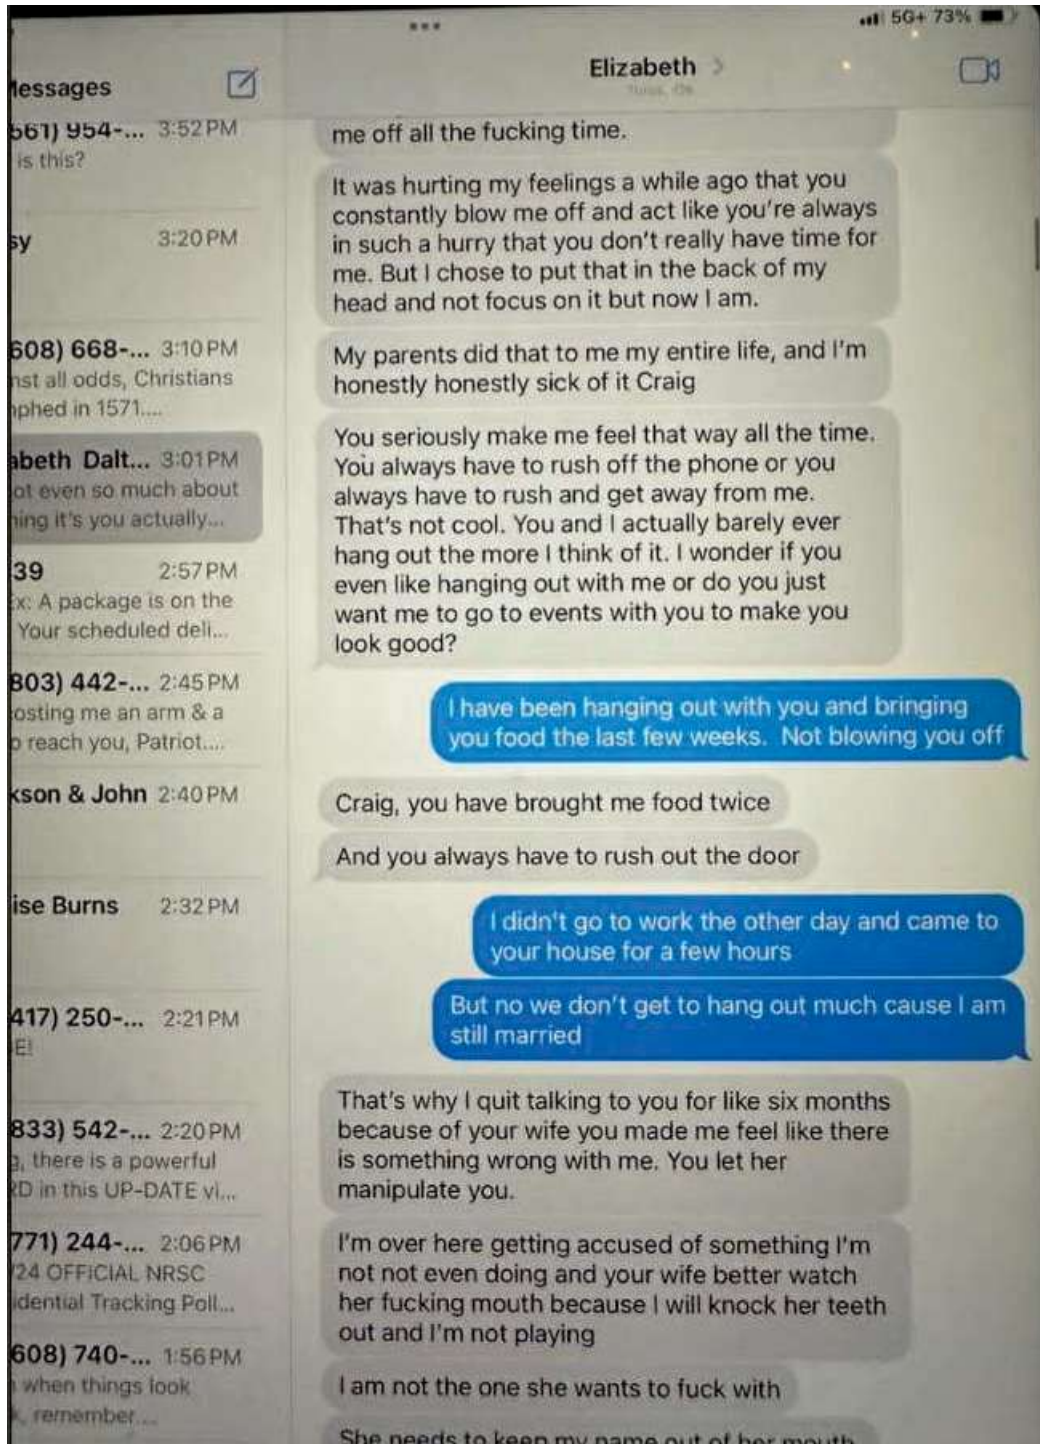 5G+ 73%
Messages
561) 954-... 3:52 PM
is this?
sy 3:20 PM
608) 668-... 3:10 PM
nst all odds, Christians
phed in 1571....
abeth Dalt... 3:01 PM
ot even so much about
ning it's you actually...
39 2:57 PM
Ex: A package is on the
Your scheduled deli...
803) 442-... 2:45 PM
osting me an arm & a
o reach you, Patriot....
kson & John 2:40 PM
ise Burns 2:32 PM
417) 250-... 2:21 PM
E!
833) 542-... 2:20 PM
, there is a powerful
RD in this UP-DATE vi...
771) 244-... 2:06 PM
/24 OFFICIAL NRSC
idential Tracking Poll...
608) 740-... 1:56 PM
when things look
k, remember....
Elizabeth
me off all the fucking time.
It was hurting my feelings a while ago that you
constantly blow me off and act like you're always
in such a hurry that you don't really have time for
me. But I chose to put that in the back of my
head and not focus on it but now I am.
My parents did that to me my entire life, and I'm
honestly honestly sick of it Craig
You seriously make me feel that way all the time.
You always have to rush off the phone or you
always have to rush and get away from me.
That's not cool. You and I actually barely ever
hang out the more I think of it. I wonder if you
even like hanging out with me or do you just
want me to go to events with you to make you
look good?
I have been hanging out with you and bringing
you food the last few weeks. Not blowing you off
Craig, you have brought me food twice
And you always have to rush out the door
I didn't go to work the other day and came to
your house for a few hours
But no we don't get to hang out much cause I am
still married
That's why I quit talking to you for like six months
because of your wife you made me feel like there
is something wrong with me. You let her
manipulate you.
I'm over here getting accused of something I'm
not not even doing and your wife better watch
her fucking mouth because I will knock her teeth
out and I'm not playing
I am not the one she wants to fuck with
She needs to keep my name out of her mouth